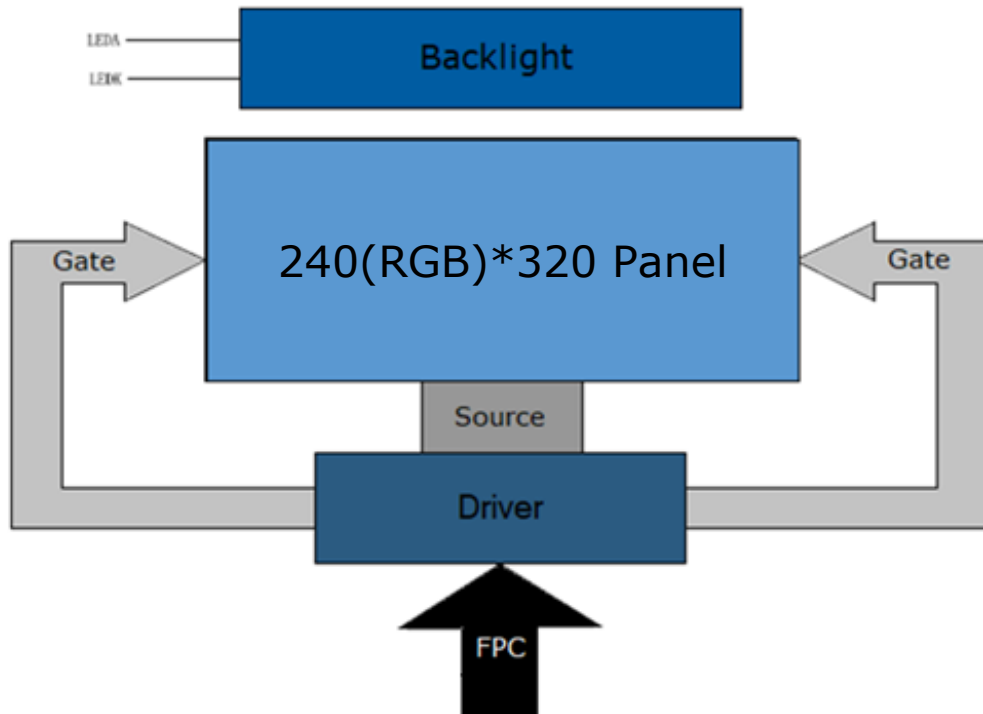 LEDA
LEDK
Backlight
240(RGB)*320 Panel
Gate
Gate
Source
Driver
FPC